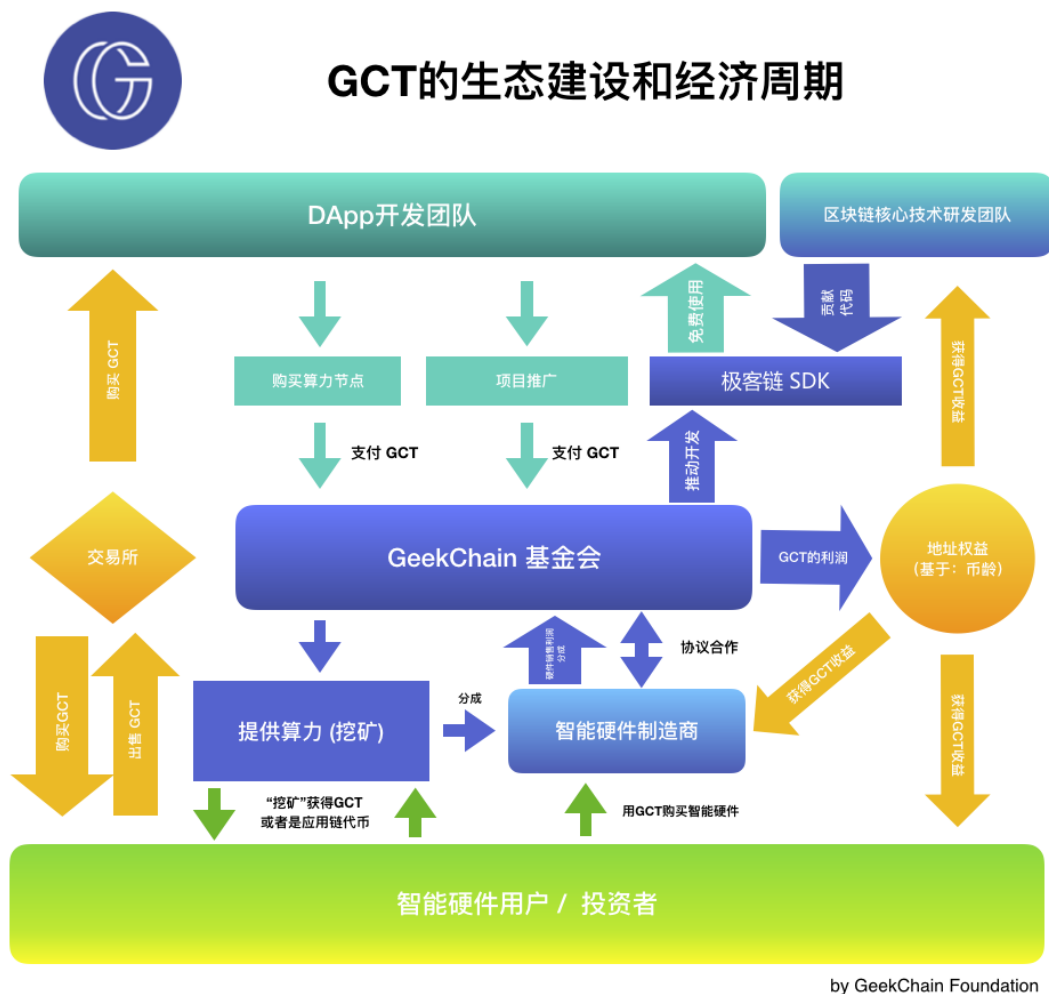 GCT的生态建设和经济周期
DApp开发团队
区块链核心技术研发团队
购买 GCT
免费使用
贡献
代码
获得GCT收益
购买算力节点
项目推广
极客链 SDK
支付 GCT
支付 GCT
推动开发
交易所
GeekChain 基金会
GCT的利润
地址权益
(基于：币龄)
硬件销售利润
分成
协议合作
获得GCT收益
购买GCT
出售 GCT
提供算力 (挖矿)
分成
智能硬件制造商
获得GCT收益
“挖矿”获得GCT
或者是应用链代币
用GCT购买智能硬件
智能硬件用户 / 投资者
by GeekChain Foundation